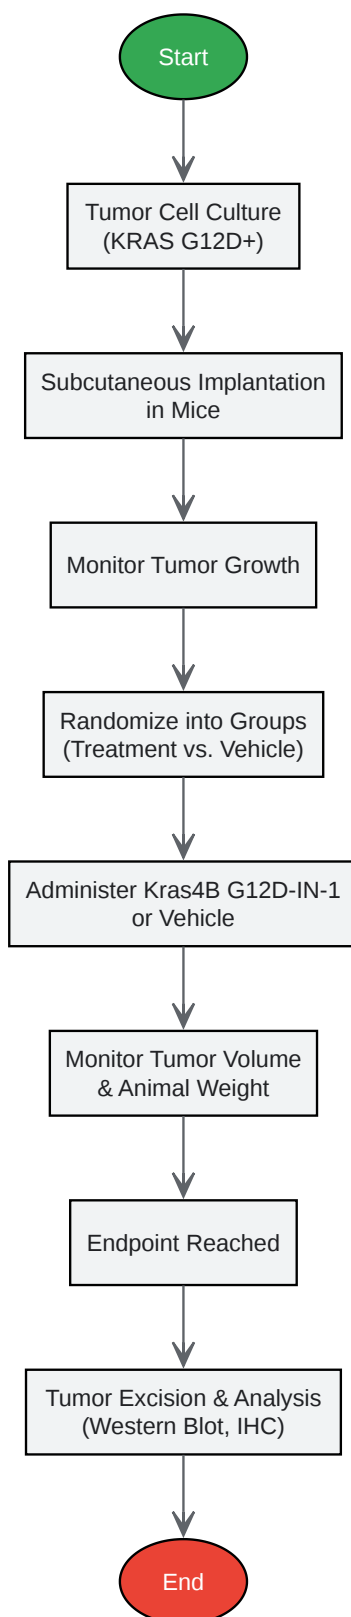 Start
Tumor Cell Culture
(KRAS G12D+)
Subcutaneous Implantation
in Mice
Monitor Tumor Growth
Randomize into Groups
(Treatment vs. Vehicle)
Administer Kras4B G12D-IN-1
or Vehicle
Monitor Tumor Volume
& Animal Weight
Endpoint Reached
Tumor Excision & Analysis
(Western Blot, IHC)
End